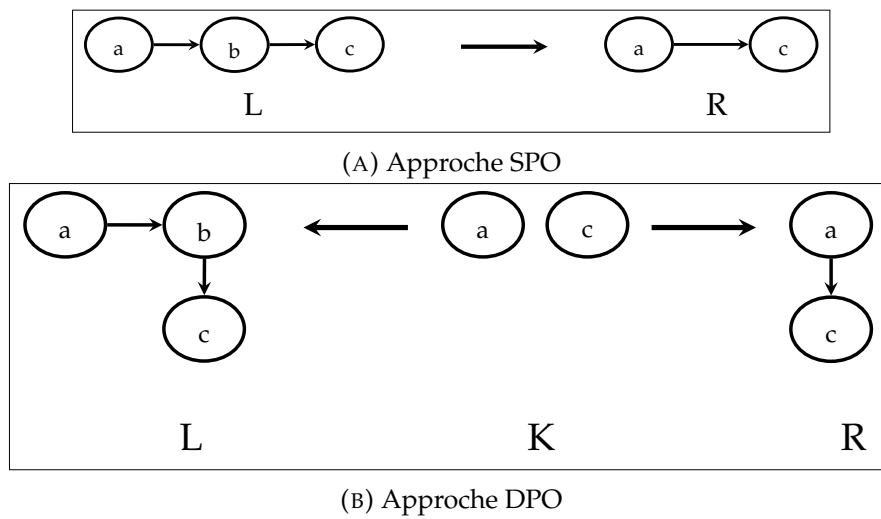 a b c a c
L R
(A) Approche SPO
a b a c a
c c
L K R
(B) Approche DPO